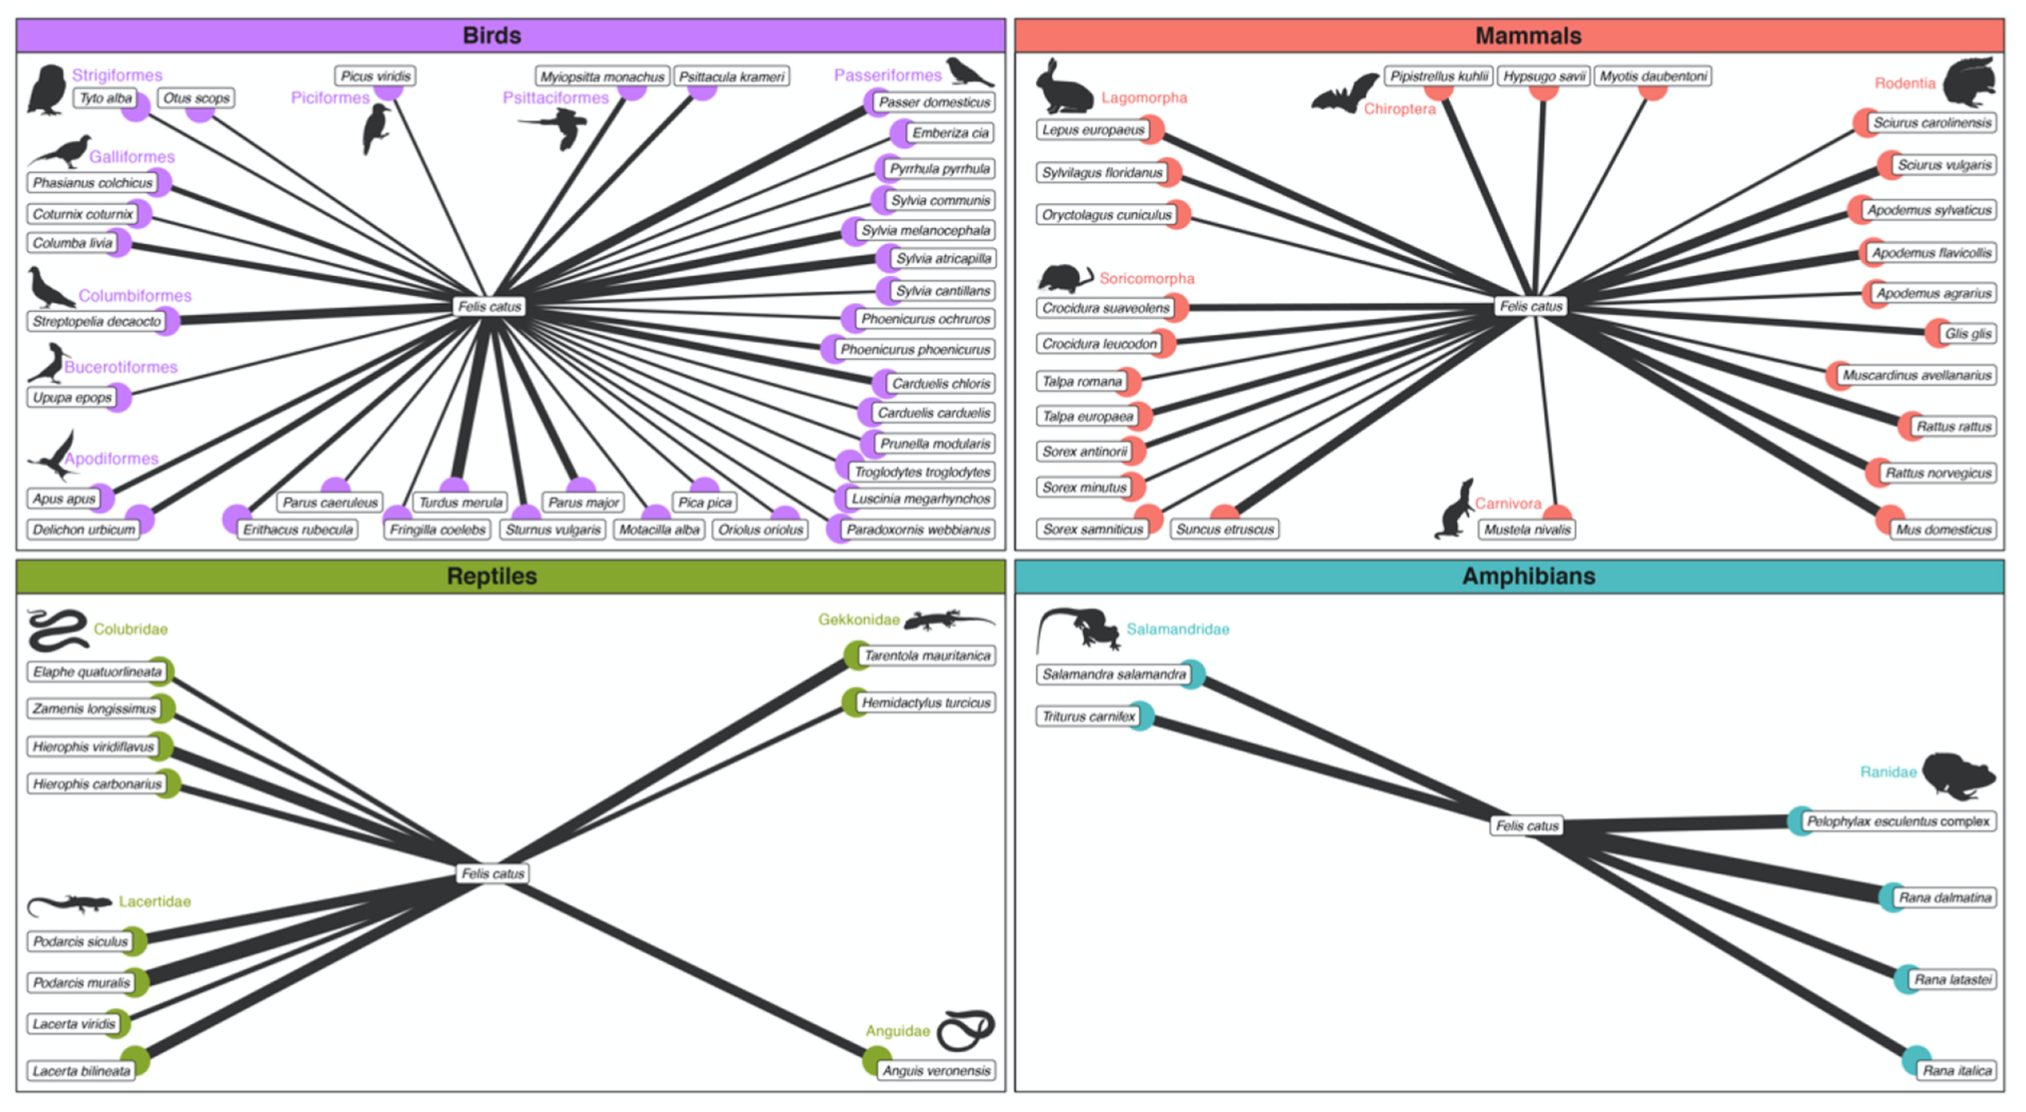 Birds
Strigiformes
Tyto alba
Otus scops
Piciformes
Picus viridis
Psittaciformes
Myiopsitta monachus
Psittacula krameri
Passeriformes
Passer domesticus
Emberiza cia
Pyrrhula pyrrhula
Sylvia communis
Sylvia melanocephala
Sylvia atricapilla
Sylvia cantillans
Phoenicurus ochruros
Phoenicurus phoenicurus
Carduelis chloris
Carduelis carduelis
Prunella modularis
Troglodytes troglodytes
Luscinia megarhynchos
Paradoxornis webbianus
Galliformes
Phasianus colchicus
Coturnix coturnix
Columba livia
Columbiformes
Streptopelia decaocto
Bucerotiformes
Upupa epops
Apodiformes
Apus apus
Delichon urbicum
Felis catus
Erithacus rubecula
Parus caeruleus
Fringilla coelebs
Turdus merula
Sturnus vulgaris
Parus major
Motacilla alba
Pica pica
Oriolus oriolus
Mammals
Lagomorpha
Lepus europaeus
Sylvilagus floridanus
Oryctolagus cuniculus
Chiroptera
Pipistrellus kuhlii
Hypsugo savii
Myotis daubentoni
Rodentia
Sciurus carolinensis
Sciurus vulgaris
Apodemus sylvaticus
Apodemus flavicollis
Apodemus agrarius
Glis glis
Muscardinus avellanarius
Rattus rattus
Rattus norvegicus
Mus domesticus
Soricomorpha
Crocidura suaveolens
Crocidura leucodon
Talpa romana
Talpa europaea
Sorex antinorii
Sorex minutus
Sorex samniticus
Suncus etruscus
Felis catus
Carnivora
Mustela nivalis
Reptiles
Colubridae
Elaphe quatuorlineata
Zamenis longissimus
Hierophis viridiflavus
Hierophis carbonarius
Gekkonidae
Tarentola mauritanica
Hemidactylus turcicus
Felis catus
Lacertidae
Podarcis siculus
Podarcis muralis
Lacerta viridis
Lacerta bilineata
Anguidae
Anguis veronensis
Amphibians
Salamandridae
Salamandra salamandra
Triturus carnifex
Felis catus
Ranidae
Pelophylax esculentus complex
Rana dalmatina
Rana latastei
Rana italica